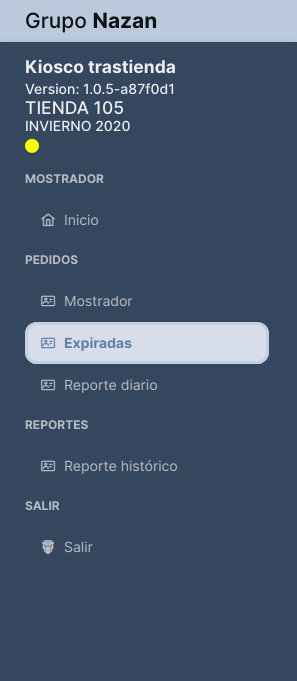 Grupo Nazan
Kiosco trastienda
Version: 1.0.5-a87f0d1
TIENDA 105
INVIERNO 2020
MOSTRADOR
Inicio
PEDIDOS
Mostrador
Expiradas
Reporte diario
REPORTES
Reporte histórico
SALIR
Salir